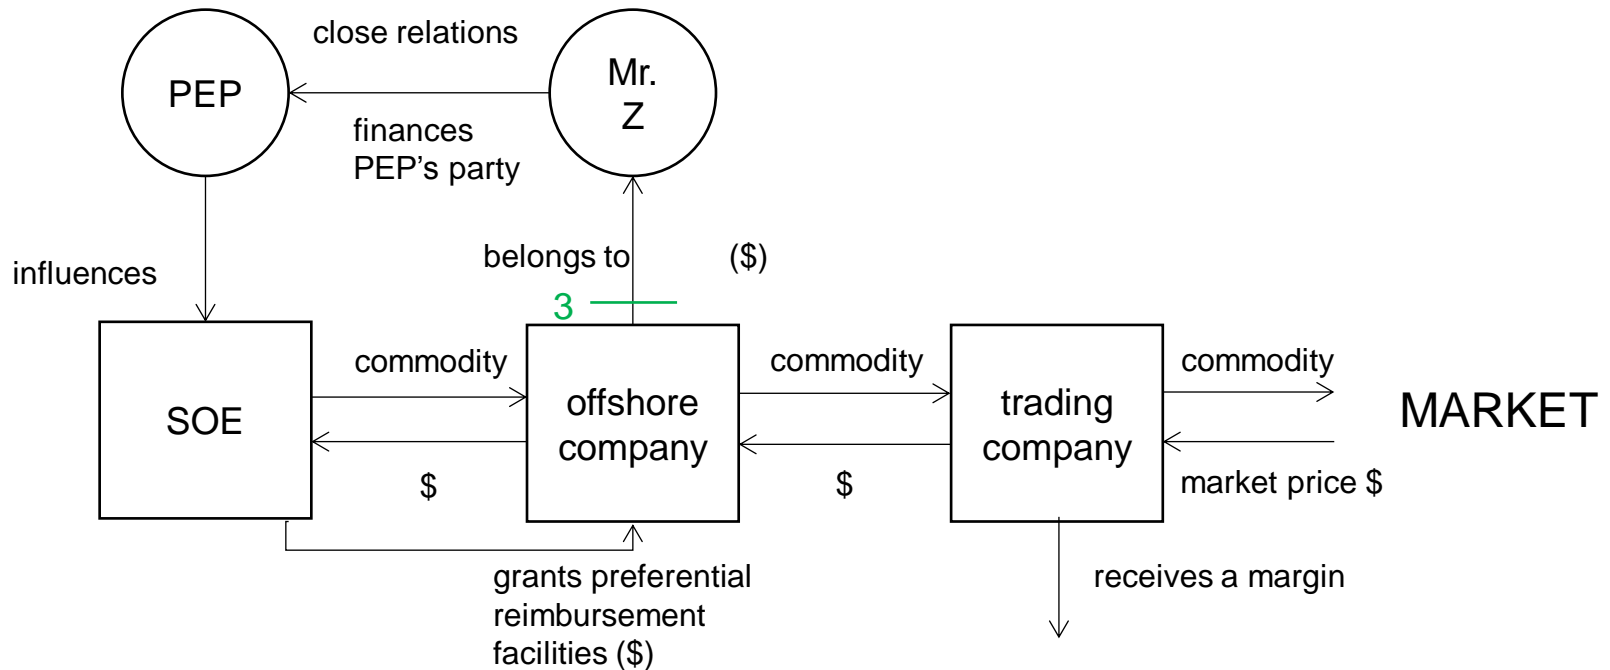 close relations
PEP
Mr.
Z
finances
PEP's party
influences
belongs to
($)
3
SOE
commodity
$
offshore
company
commodity
$
trading
company
commodity
market price $
MARKET
grants preferential
reimbursement
facilities ($)
receives a margin